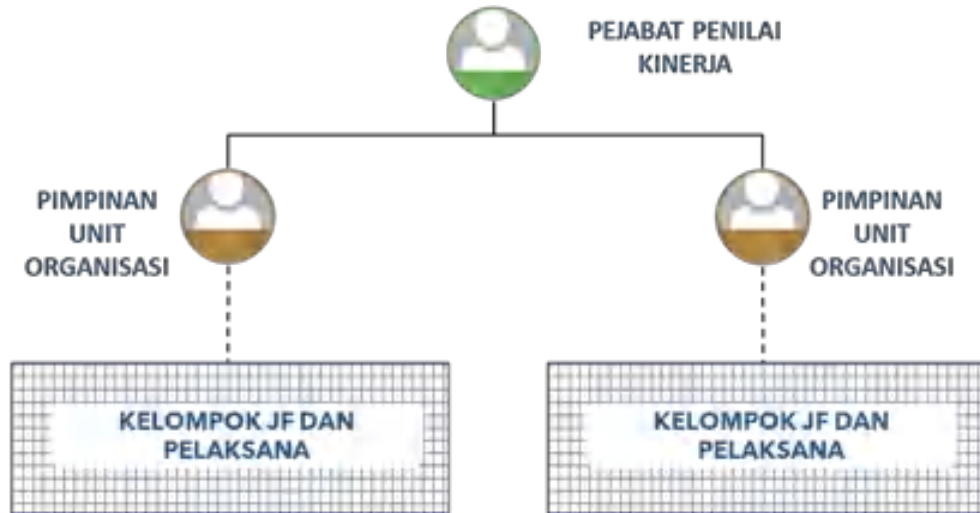 PEJABAT PENILAI
KINERJA
PIMPINAN
UNIT
ORGANISASI
PIMPINAN
UNIT
ORGANISASI
KELOMPOK JF DAN
PELAKSANA
KELOMPOK JF DAN
PELAKSANA